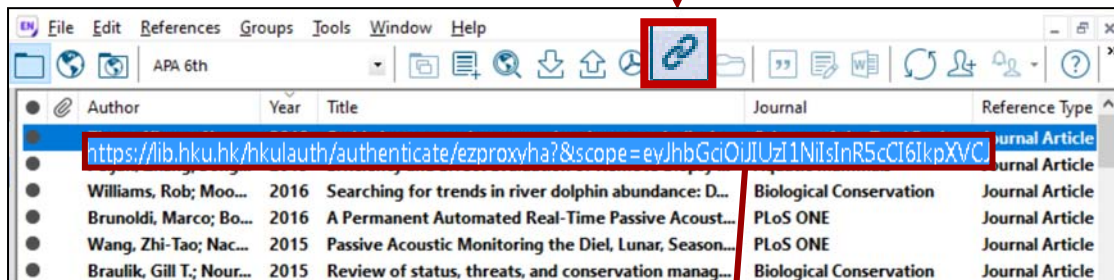 File Edit References Groups Tools Window Help
APA 6th
Author Year Title Journal Reference Type
Journal Article
https://lib.hku.hk/hkulauth/authenticate/ezproxyha?&scope=eyJhbGciOiJIUzI1NiIsInR5cCI6IkpXVCJ
Journal Article
Williams, Rob; Moo... 2016 Searching for trends in river dolphin abundance: D... Biological Conservation Journal Article
Brunoldi, Marco; Bo... 2016 A Permanent Automated Real-Time Passive Acoust... PLoS ONE Journal Article
Wang, Zhi-Tao; Nac... 2015 Passive Acoustic Monitoring the Diel, Lunar, Season... PLoS ONE Journal Article
Braulik, Gill T.; Nour... 2015 Review of status, threats, and conservation manag... Biological Conservation Journal Article